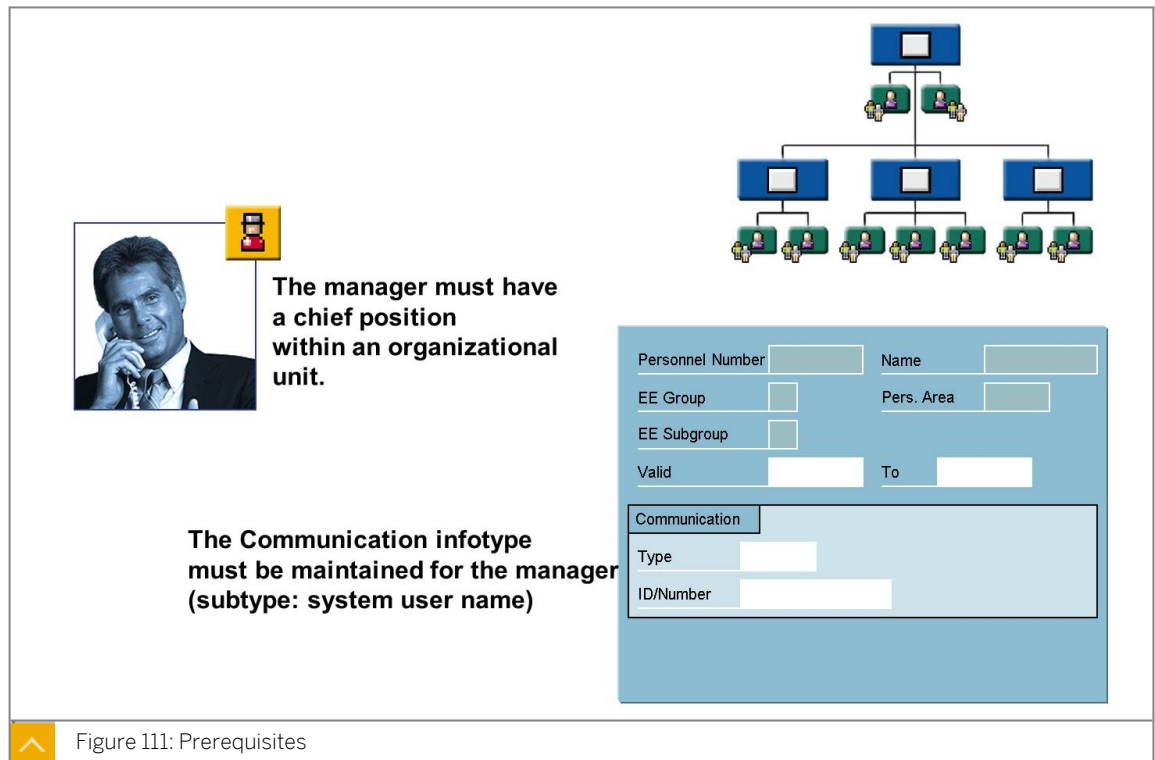 The manager must have
a chief position
within an organizational
unit.
Personnel Number Name
EE Group Pers. Area
EE Subgroup
Valid To
Communication
Type
ID/Number
The Communication infotype
must be maintained for the manager
(subtype: system user name)
Figure 111: Prerequisites